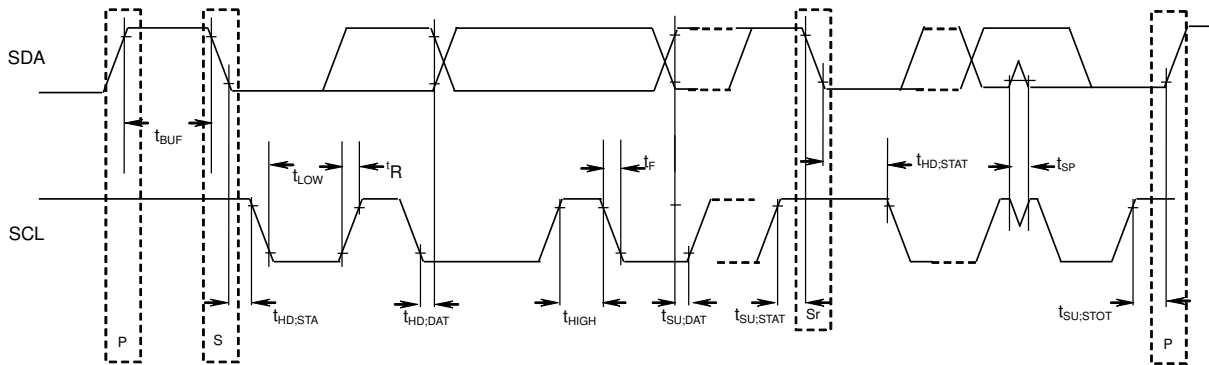 SDA
tBUF
tLOW
tR
tF
tHD;STAT
tSP
SCL
tHD;STA
tHD;DAT
tHIGH
tSU;DAT
tSU;STAT
Sr
tSU;STOT
P
S
P